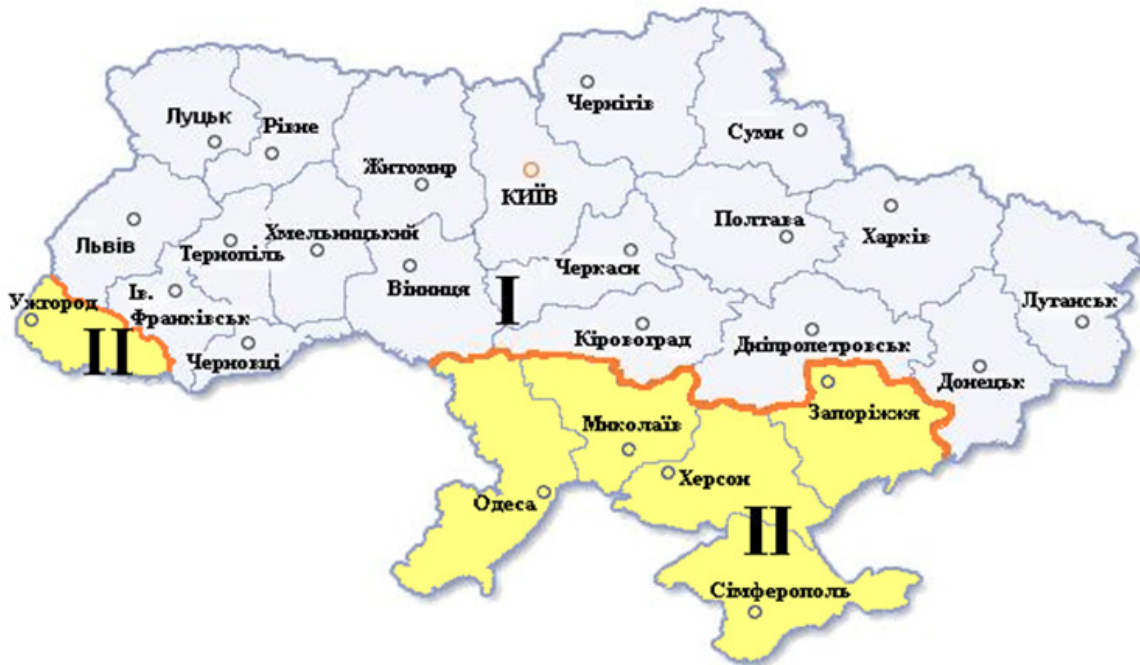 Чернігів
Луцьк
Рівне
Суми
Житомир
КИЇВ
Полтава
Харків
Львів
Тернопіль
Хмельницький
Черкаси
Вінниця
I
Ужгород
Ів.
Франківськ
Луганськ
II
Черновці
Кіровоград
Дніпропетровськ
Донецьк
Запоріжжя
Миколаїв
Херсон
Одеса
II
Сімферополь